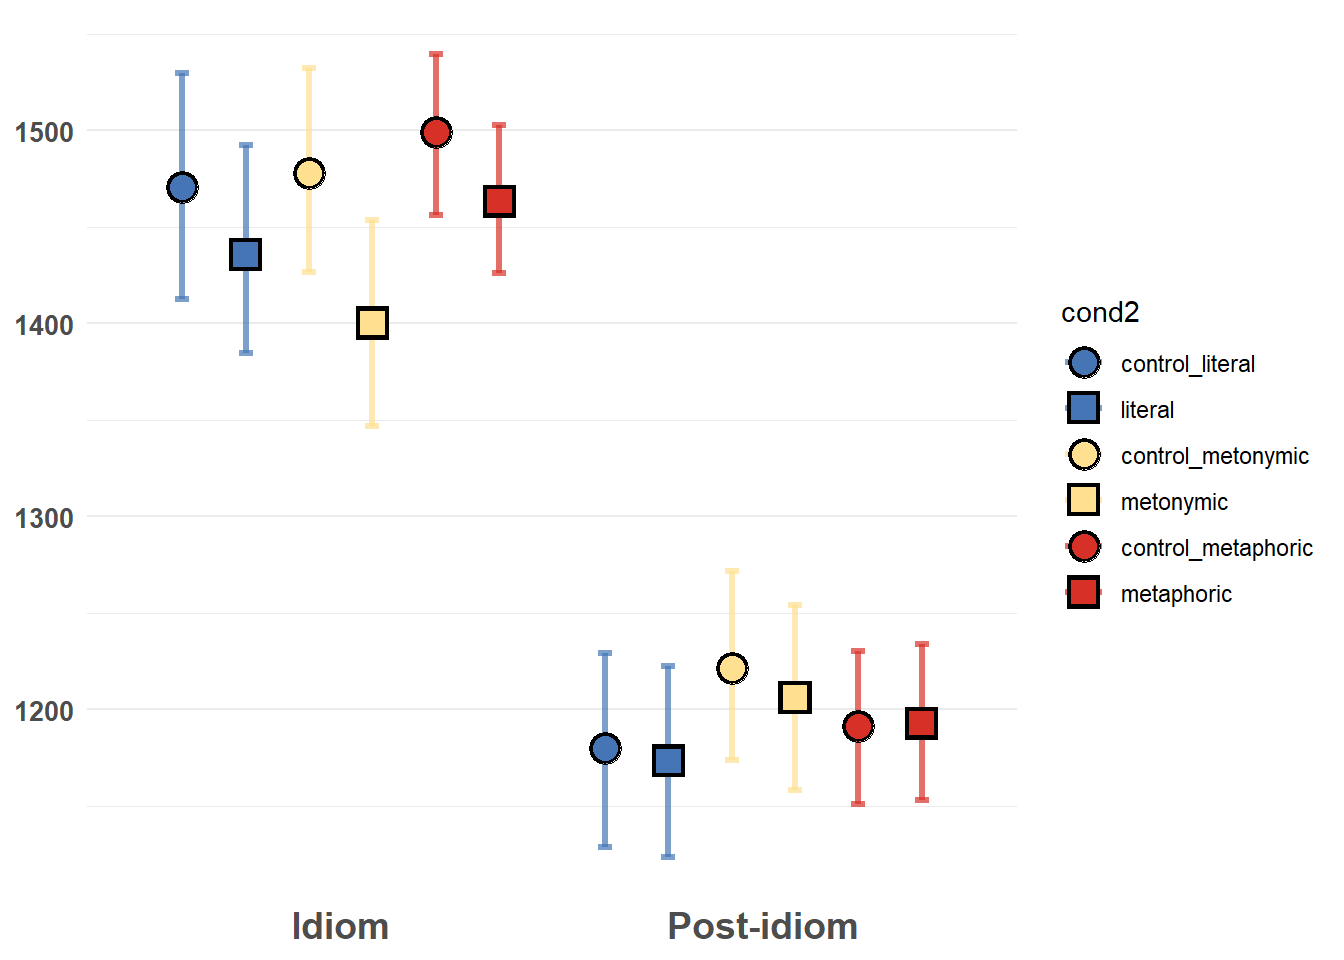 1500
1400
1300
1200
Idiom
Post-idiom
cond2
control_literal
literal
control_metonymic
metonymic
control_metaphoric
metaphoric